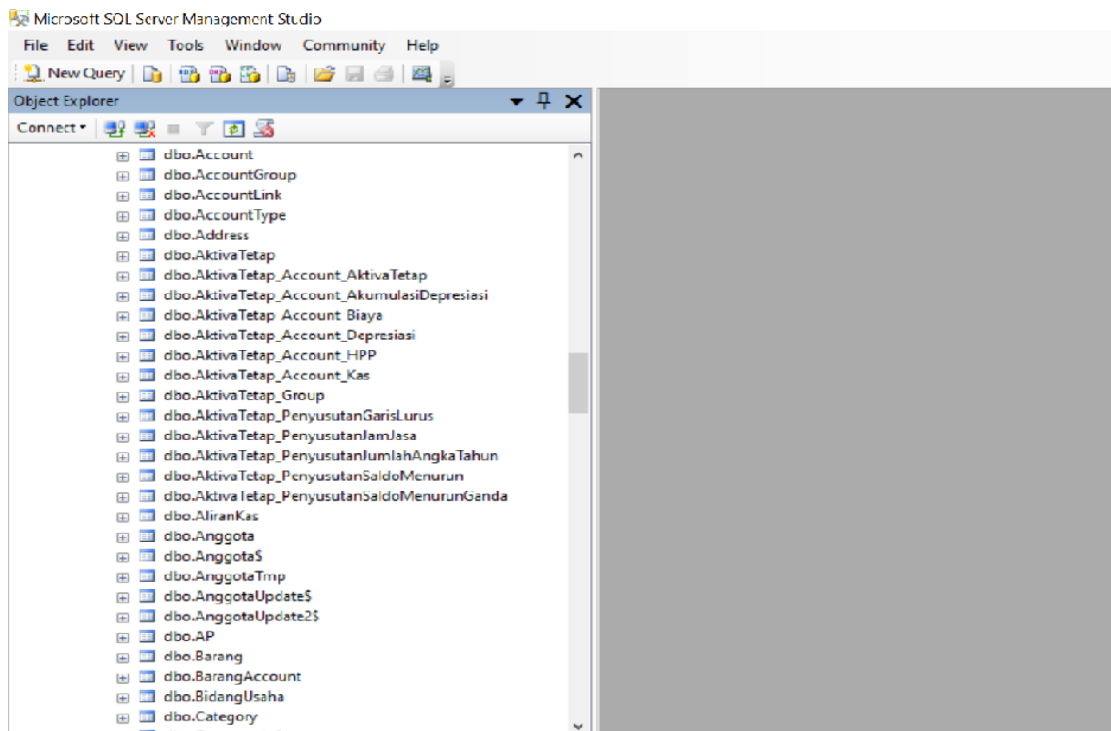 Microsoft SQL Server Management Studio
File Edit View Tools Window Community Help
New Query
Object Explorer
Connect
dbo.Account
dbo.AccountGroup
dbo.AccountLink
dbo.AccountType
dbo.Address
dbo.AktivaTetap
dbo.AktivaTetap_Account_AktivaTetap
dbo.AktivaTetap_Account_AkumulasiDepresiasi
dbo.AktivaTetap_Account_Biaya
dbo.AktivaTetap_Account_Depresiasi
dbo.AktivaTetap_Account_HPP
dbo.AktivaTetap_Account_Kas
dbo.AktivaTetap_Group
dbo.AktivaTetap_PenyusutanGarisLurus
dbo.AktivaTetap_PenyusutanJamJasa
dbo.AktivaTetap_PenyusutanJumlahAngkaTahun
dbo.AktivaTetap_PenyusutanSaldoMenurun
dbo.AktivaTetap_PenyusutanSaldoMenurunGanda
dbo.AliranKas
dbo.Anggota
dbo.Anggota$
dbo.AnggotaTmp
dbo.AnggotaUpdate$
dbo.AnggotaUpdate2$
dbo.AP
dbo.Barang
dbo.BarangAccount
dbo.BidangUsaha
dbo.Category